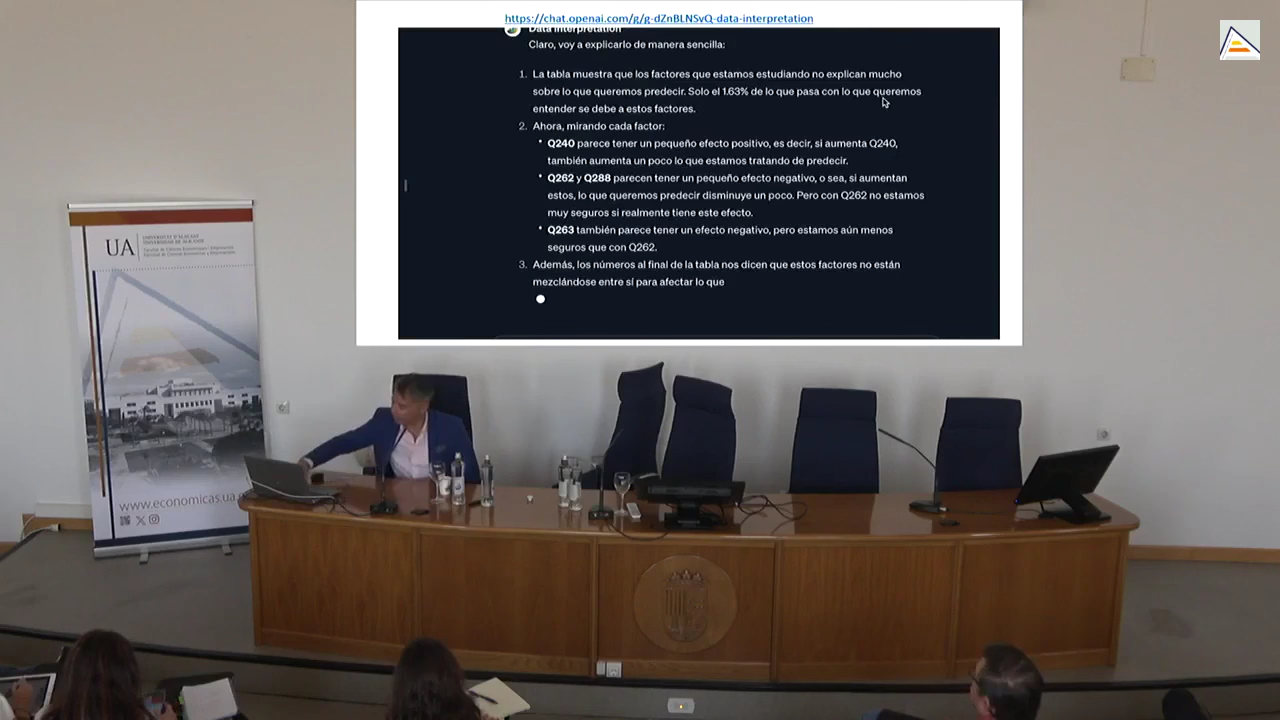 https://chat.openai.com/g/g-dZnBLNSvQ-data-interpretation
Data Interpretation
Claro, voy a explicarlo de manera sencilla:
1. La tabla muestra que los factores que estamos estudiando no explican mucho
sobre lo que queremos predecir. Solo el 1.63% de lo que pasa con lo que queremos
entender se debe a estos factores.
2. Ahora, mirando cada factor:
• Q240 parece tener un pequeño efecto positivo, es decir, si aumenta Q240,
también aumenta un poco lo que estamos tratando de predecir.
• Q262 y Q288 parecen tener un pequeño efecto negativo, o sea, si aumentan
estos, lo que queremos predecir disminuye un poco. Pero con Q262 no estamos
muy seguros si realmente tiene este efecto.
• Q263 también parece tener un efecto negativo, pero estamos aún menos
seguros que con Q262.
3. Además, los números al final de la tabla nos dicen que estos factores no están
mezclándose entre sí para afectar lo que
UA
www.economicas.ua